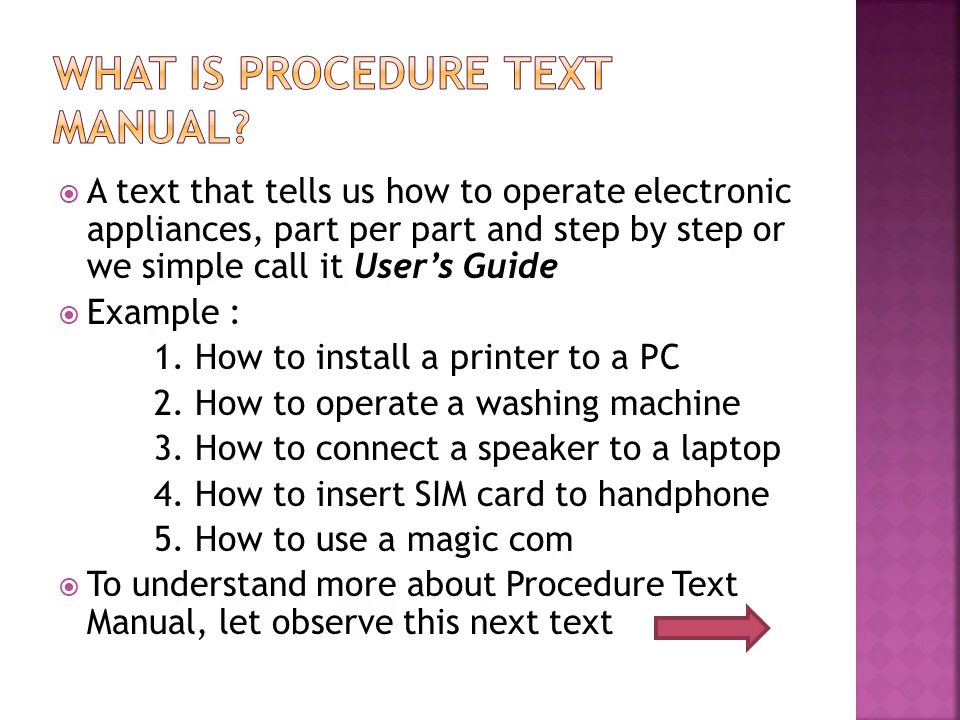 WHAT IS PROCEDURE TEXT
MANUAL?
A text that tells us how to operate electronic
appliances, part per part and step by step or
we simple call it User’s Guide
Example :
1. How to install a printer to a PC
2. How to operate a washing machine
3. How to connect a speaker to a laptop
4. How to insert SIM card to handphone
5. How to use a magic com
To understand more about Procedure Text
Manual, let observe this next text